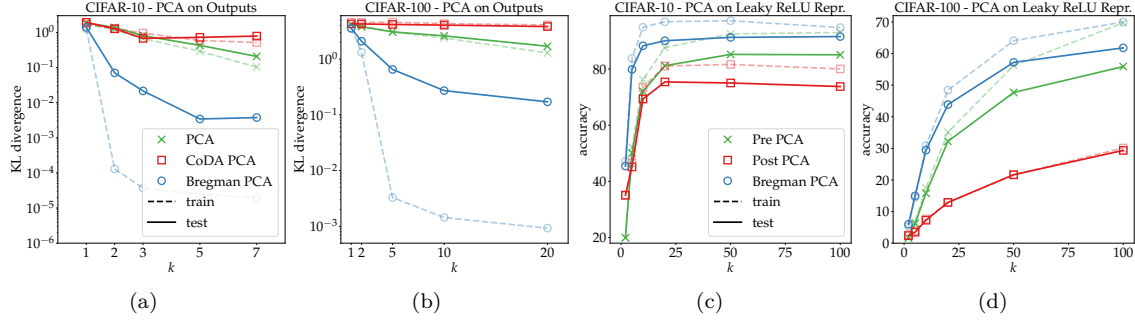 CIFAR-10 - PCA on Outputs
10⁰
10⁻¹
10⁻²
10⁻³
10⁻⁴
10⁻⁵
10⁻⁶
KL divergence
PCA
CoDA PCA
Bregman PCA
train
test
1 2 3 5 7
k
(a)
CIFAR-100 - PCA on Outputs
10⁰
10⁻¹
10⁻²
10⁻³
KL divergence
1 2 5 10 20
k
(b)
CIFAR-10 - PCA on Leaky ReLU Repr.
80
60
40
20
accuracy
Pre PCA
Post PCA
Bregman PCA
train
test
0 25 50 75 100
k
(c)
CIFAR-100 - PCA on Leaky ReLU Repr.
70
60
50
40
30
20
10
0
accuracy
0 25 50 75 100
k
(d)